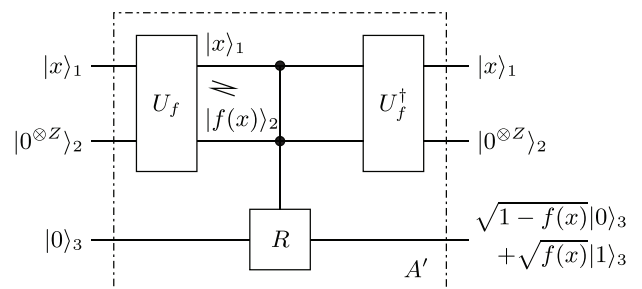 |x⟩₁ |x⟩₁ |x⟩₁
U_f U_f^†
|0^{⊗Z}⟩₂ |f(x)⟩₂ |0^{⊗Z}⟩₂
|0⟩₃ R √(1 − f(x))|0⟩₃
+√(f(x))|1⟩₃
A′